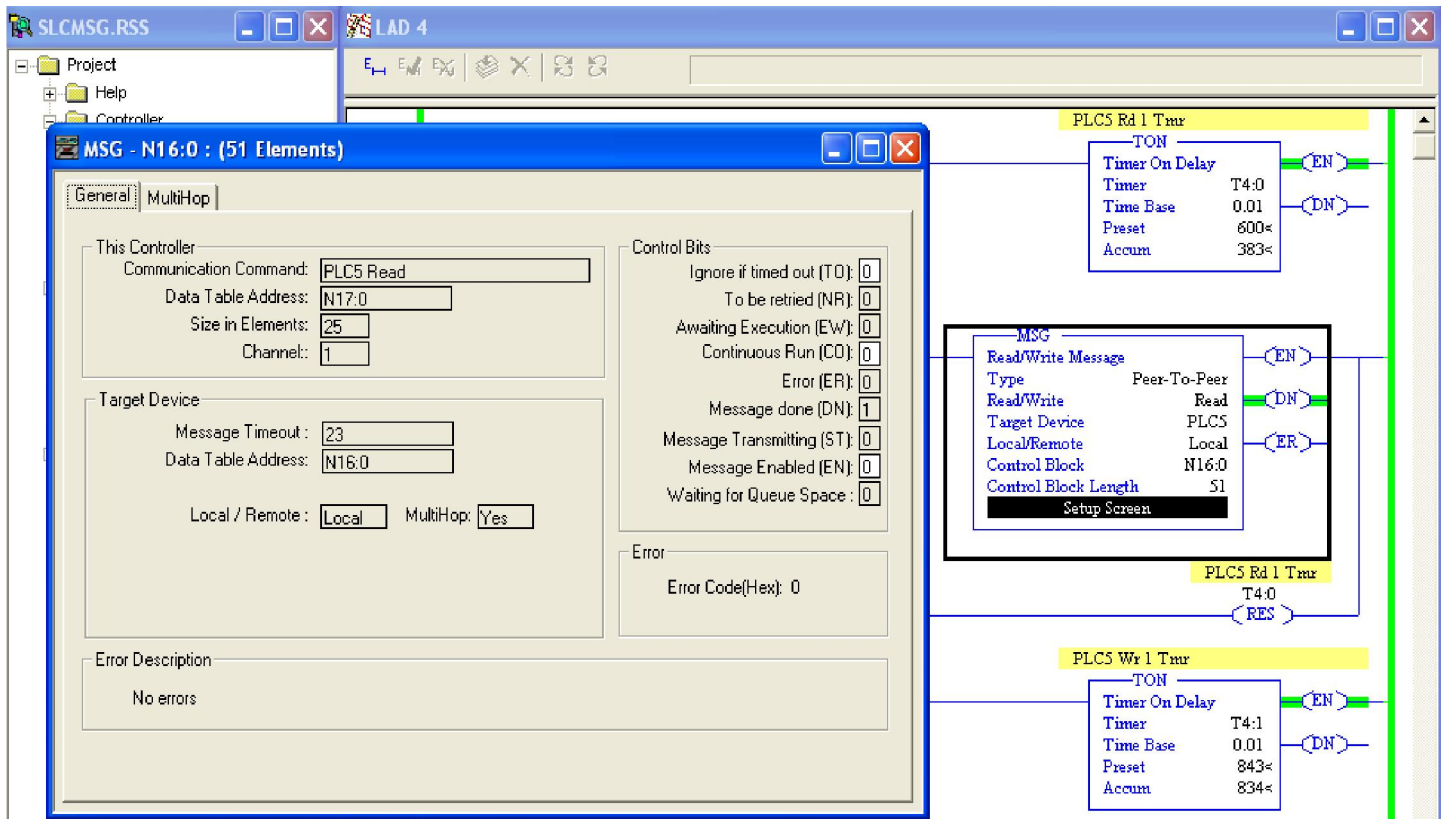 SLCMSG.RSS
LAD 4
Project
Help
Controller
MSG - N16:0 : (51 Elements)
General
MultiHop
This Controller
Communication Command: PLC5 Read
Data Table Address: N17:0
Size in Elements: 25
Channel:: 1
Target Device
Message Timeout : 23
Data Table Address: N16:0
Local / Remote : Local MultiHop: Yes
Control Bits
Ignore if timed out (TO): 0
To be retried (NR): 0
Awaiting Execution (EW): 0
Continuous Run (CO): 0
Error (ER): 0
Message done (DN): 1
Message Transmitting (ST): 0
Message Enabled (EN): 0
Waiting for Queue Space : 0
Error
Error Code(Hex): 0
Error Description
No errors
PLC5 Rd 1 Tmr
TON
Timer On Delay
Timer T4:0
Time Base 0.01
Preset 600<
Accum 383<
EN
DN
MSG
Read/Write Message
Type Peer-To-Peer
Read/Write Read
Target Device PLC5
Local/Remote Local
Control Block N16:0
Control Block Length 51
Setup Screen
EN
DN
ER
PLC5 Rd 1 Tmr
T4:0
RES
PLC5 Wr 1 Tmr
TON
Timer On Delay
Timer T4:1
Time Base 0.01
Preset 843<
Accum 834<
EN
DN